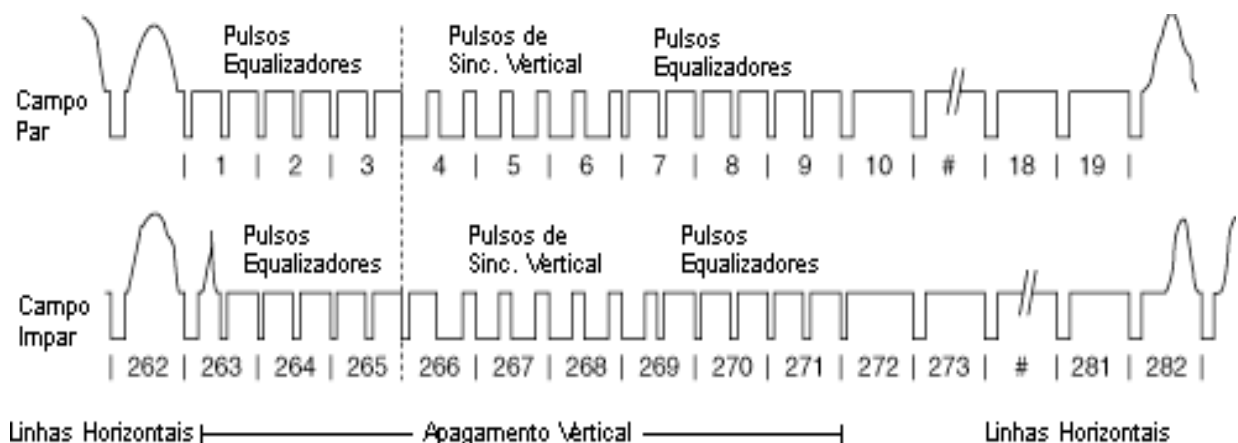 Pulsos Equalizadores
Pulsos de Sinc. Vertical
Pulsos Equalizadores
Campo Par
| 1 | 2 | 3 | 4 | 5 | 6 | 7 | 8 | 9 | 10 | # | 18 | 19 |
Pulsos Equalizadores
Pulsos de Sinc. Vertical
Pulsos Equalizadores
Campo Impar
| 262 | 263 | 264 | 265 | 266 | 267 | 268 | 269 | 270 | 271 | 272 | 273 | # | 281 | 282 |
Linhas Horizontais
Apagamento Vertical
Linhas Horizontais